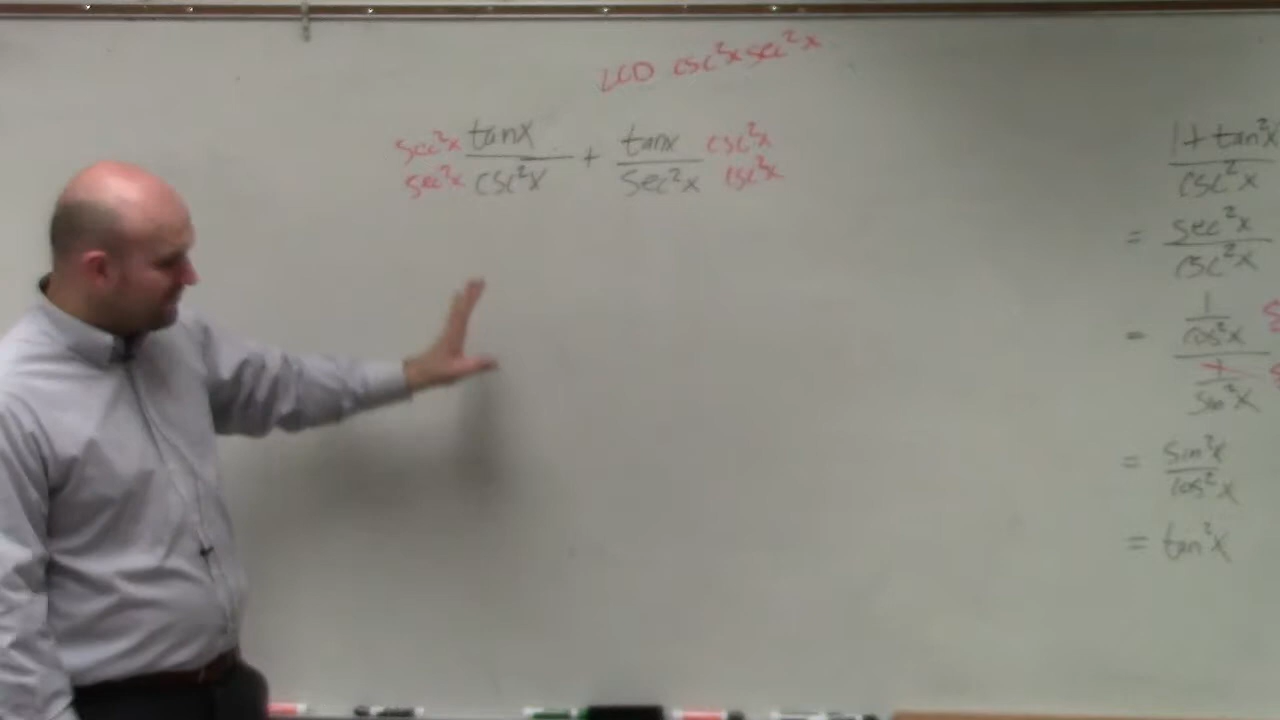 LCD csc²x sec²x
sec²x tanx + tanx csc²x
sec²x csc²x sec²x csc²x
1 + tan²x
csc²x
= sec²x
csc²x
1
cos²x
=
1
sin²x
= sin²x
cos²x
= tan²x